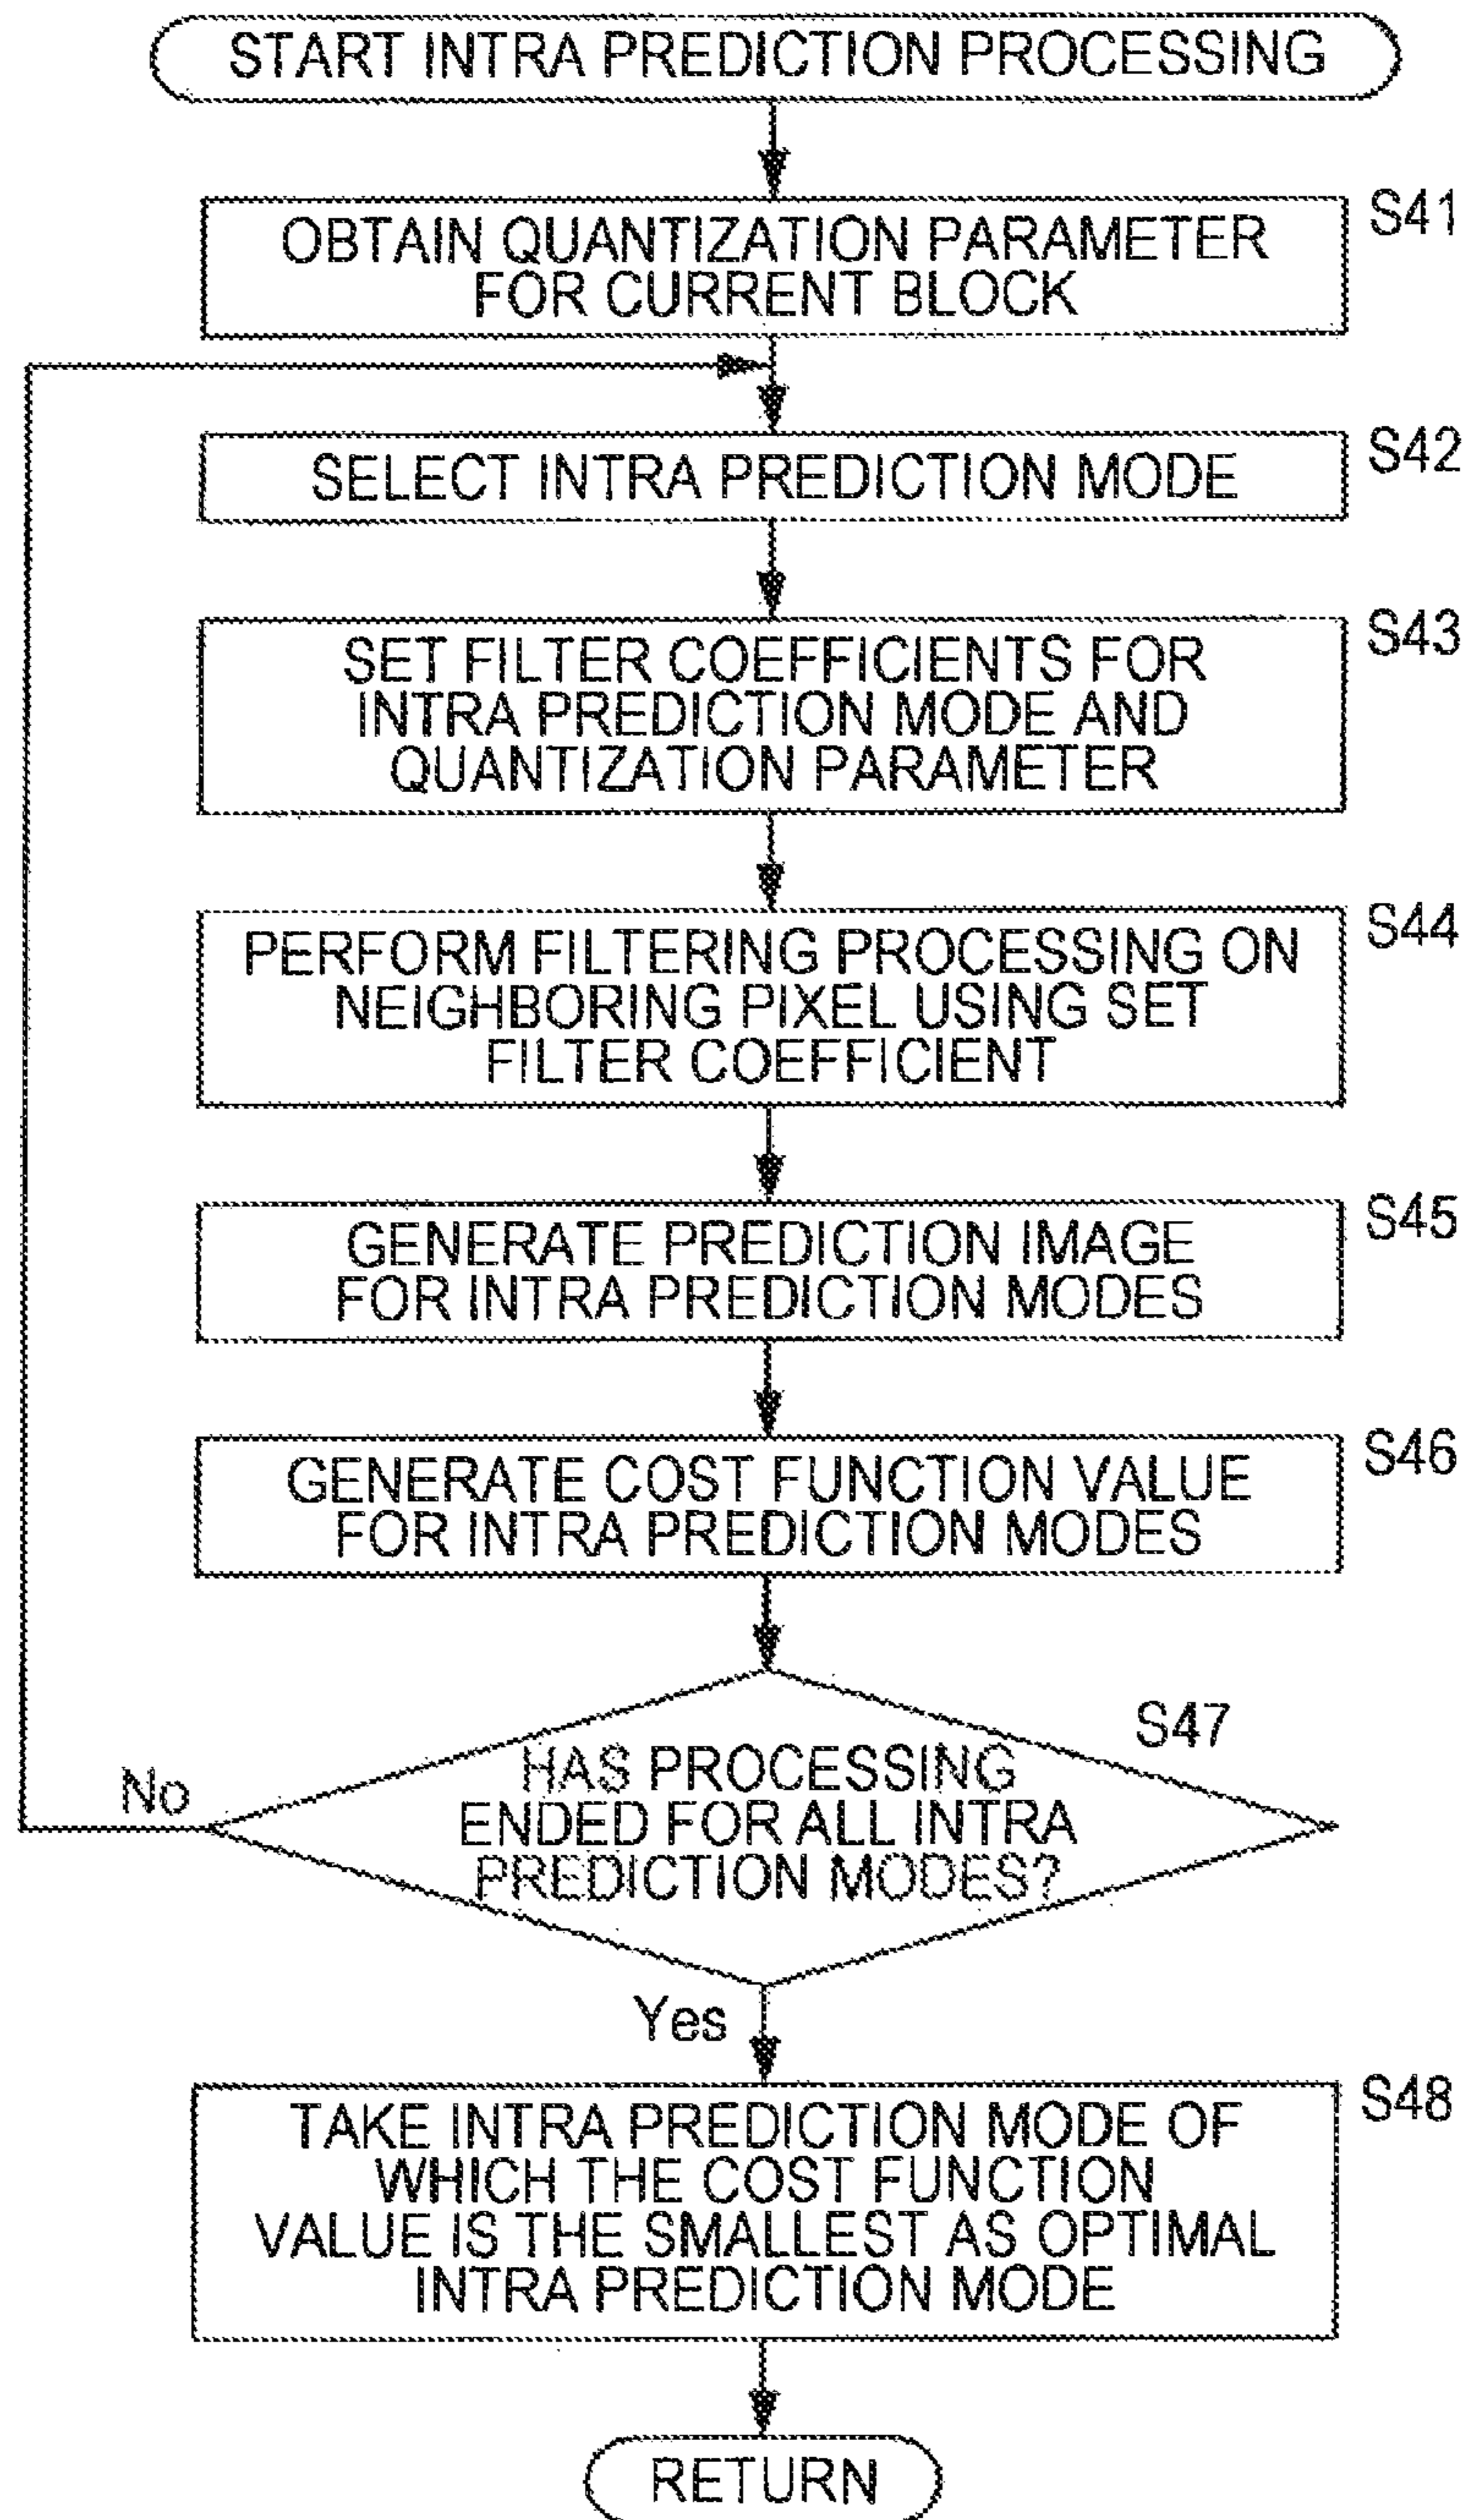 START INTRA PREDICTION PROCESSING
S41
OBTAIN QUANTIZATION PARAMETER
FOR CURRENT BLOCK
S42
SELECT INTRA PREDICTION MODE
S43
SET FILTER COEFFICIENTS FOR
INTRA PREDICTION MODE AND
QUANTIZATION PARAMETER
S44
PERFORM FILTERING PROCESSING ON
NEIGHBORING PIXEL USING SET
FILTER COEFFICIENT
S45
GENERATE PREDICTION IMAGE
FOR INTRA PREDICTION MODES
S46
GENERATE COST FUNCTION VALUE
FOR INTRA PREDICTION MODES
S47
HAS PROCESSING
ENDED FOR ALL INTRA
PREDICTION MODES?
No
Yes
S48
TAKE INTRA PREDICTION MODE OF
WHICH THE COST FUNCTION
VALUE IS THE SMALLEST AS OPTIMAL
INTRA PREDICTION MODE
RETURN